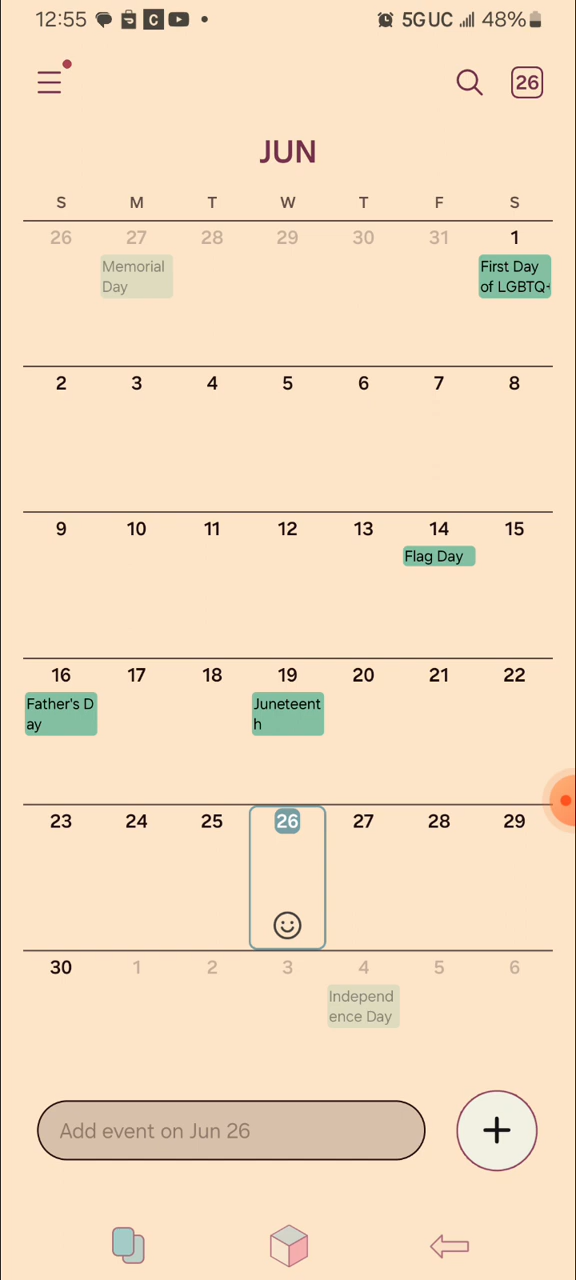 12:55 C 5GUC 48%
26
JUN
S M T W T F S
26 27 28 29 30 31 1
Memorial
Day
First Day
of LGBTQ+
2 3 4 5 6 7 8
9 10 11 12 13 14 15
Flag Day
16 17 18 19 20 21 22
Father's D
ay
Juneteent
h
23 24 25 26 27 28 29
30 1 2 3 4 5 6
Independ
ence Day
Add event on Jun 26